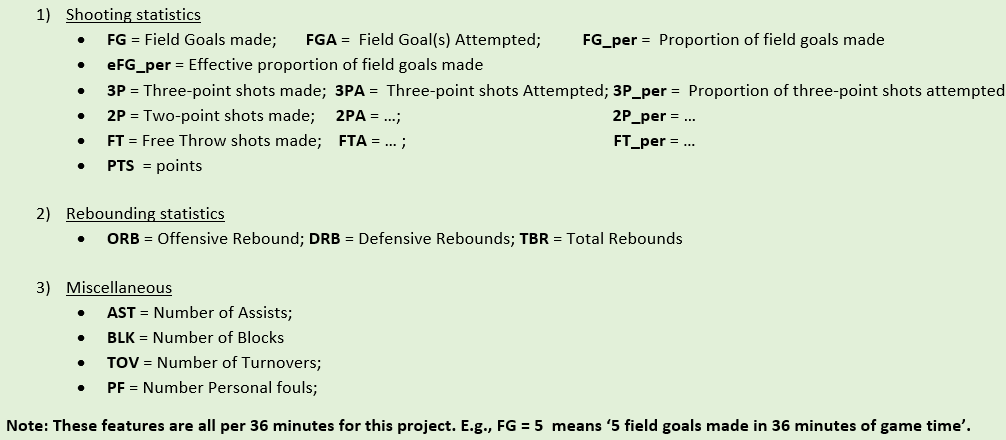 1) Shooting statistics
• FG = Field Goals made; FGA = Field Goal(s) Attempted; FG_per = Proportion of field goals made
• eFG_per = Effective proportion of field goals made
• 3P = Three-point shots made; 3PA = Three-point shots Attempted; 3P_per = Proportion of three-point shots attempted
• 2P = Two-point shots made; 2PA = ...; 2P_per = ...
• FT = Free Throw shots made; FTA = ... ; FT_per = ...
• PTS = points
2) Rebounding statistics
• ORB = Offensive Rebound; DRB = Defensive Rebounds; TBR = Total Rebounds
3) Miscellaneous
• AST = Number of Assists;
• BLK = Number of Blocks
• TOV = Number of Turnovers;
• PF = Number Personal fouls;
Note: These features are all per 36 minutes for this project. E.g., FG = 5 means ‘5 field goals made in 36 minutes of game time’.